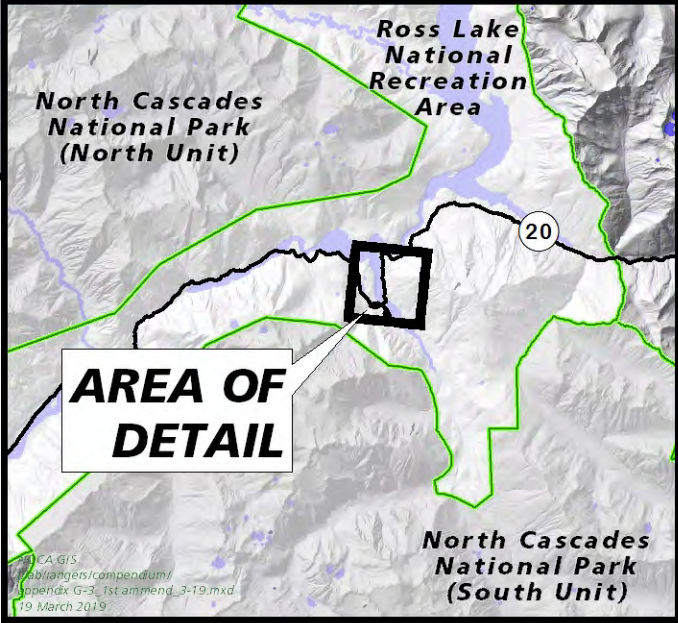 Ross Lake
National
Recreation
Area
North Cascades
National Park
(North Unit)
20
AREA OF
DETAIL
North Cascades
National Park
(South Unit)
GIS
19 March 2019